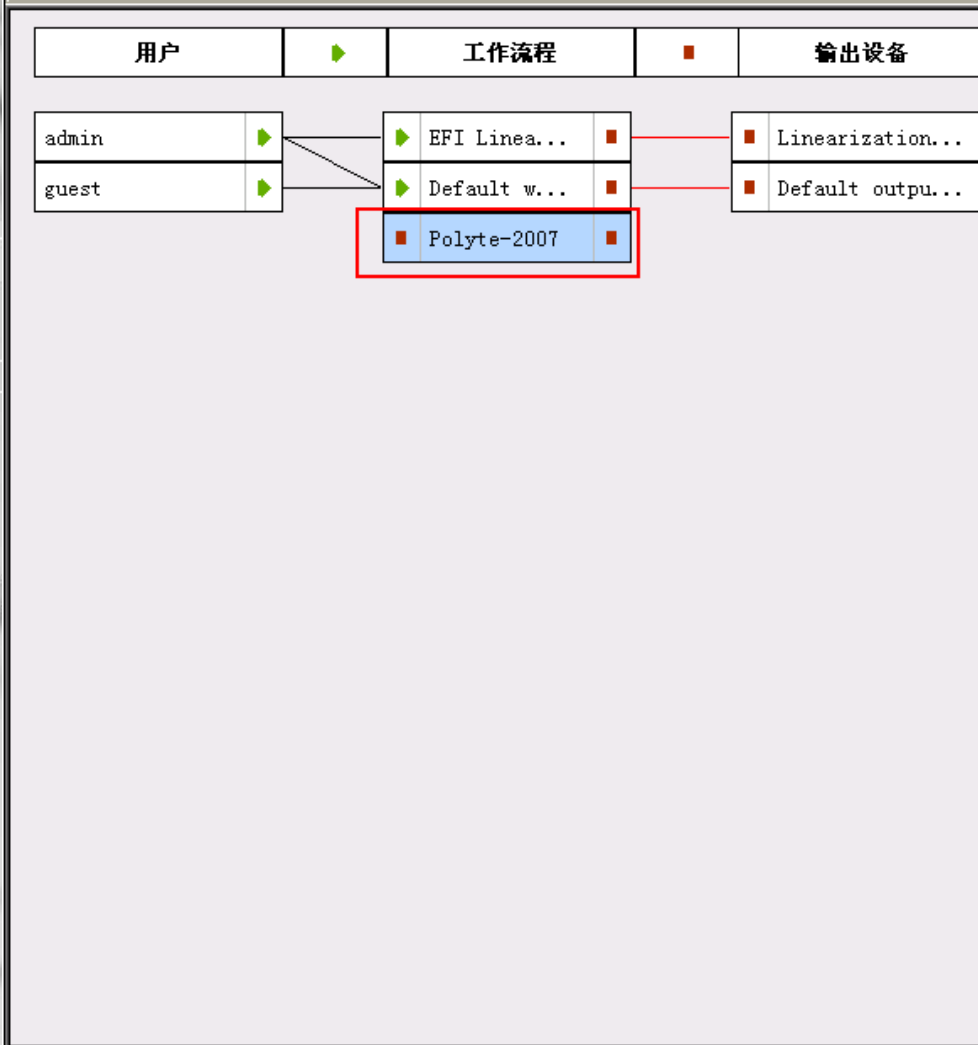 用户 工作流程 输出设备
admin EFI Linea... Linearization...
guest Default w... Default outpu...
Polyte-2007